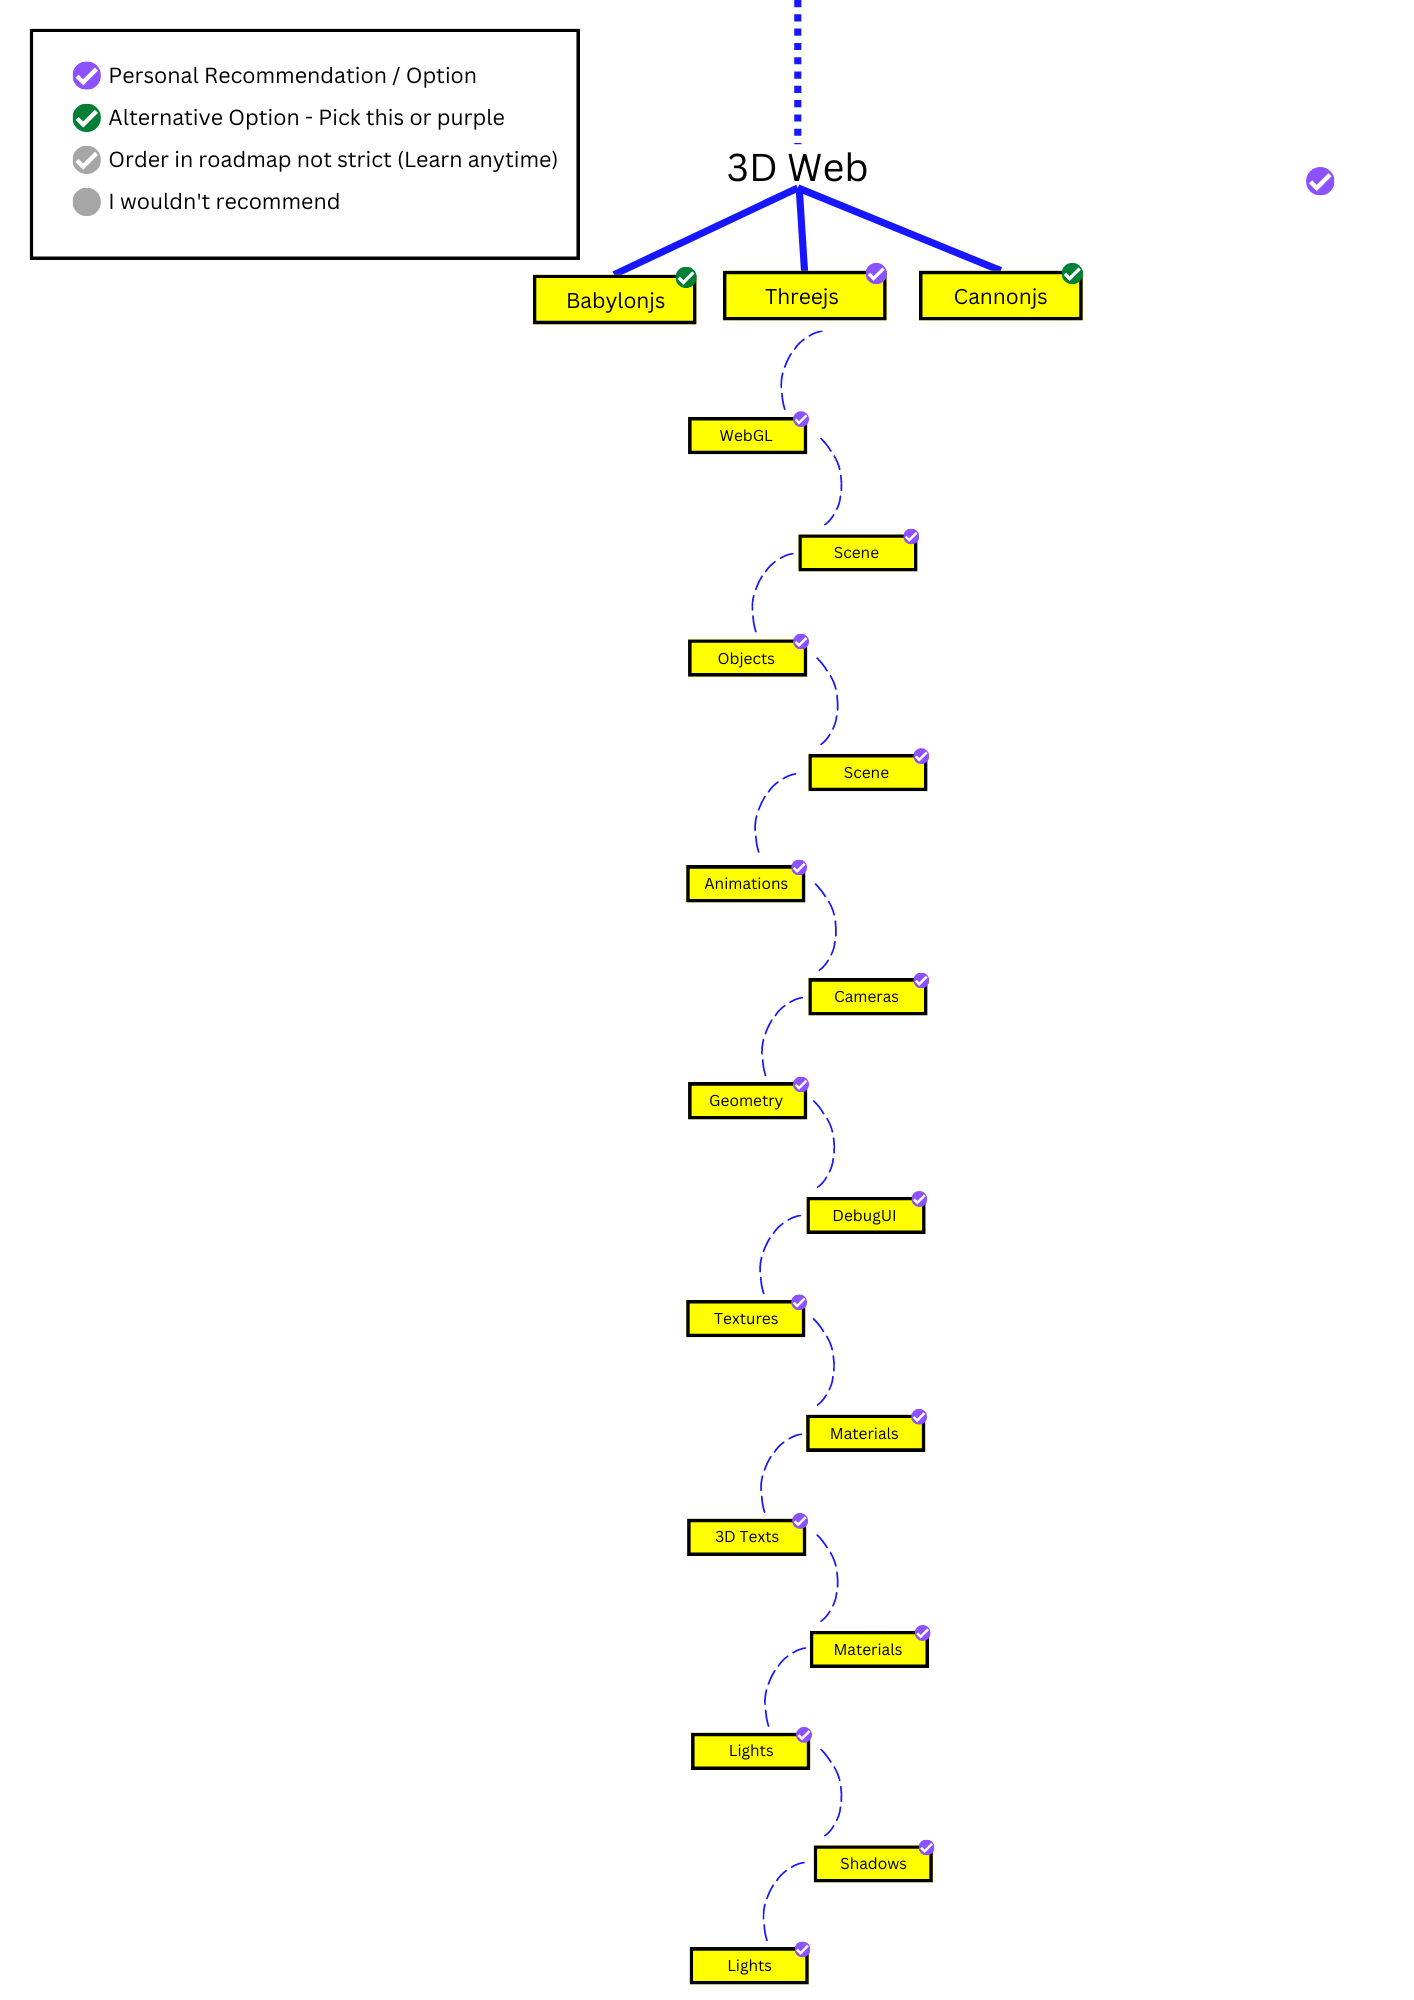 Personal Recommendation / Option
Alternative Option - Pick this or purple
Order in roadmap not strict (Learn anytime)
I wouldn't recommend
3D Web
Babylonjs
Threejs
Cannonjs
WebGL
Scene
Objects
Scene
Animations
Cameras
Geometry
DebugUI
Textures
Materials
3D Texts
Materials
Lights
Shadows
Lights